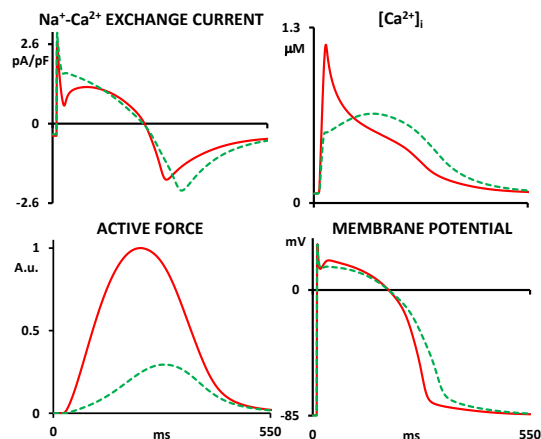 Na⁺-Ca²⁺ EXCHANGE CURRENT
2.6
pA/pF
0
-2.6
[Ca²⁺]ᵢ
1.3
µM
0
ACTIVE FORCE
1
A.u.
0.5
0
0 ms 550
MEMBRANE POTENTIAL
mV
0
-85
0 ms 550